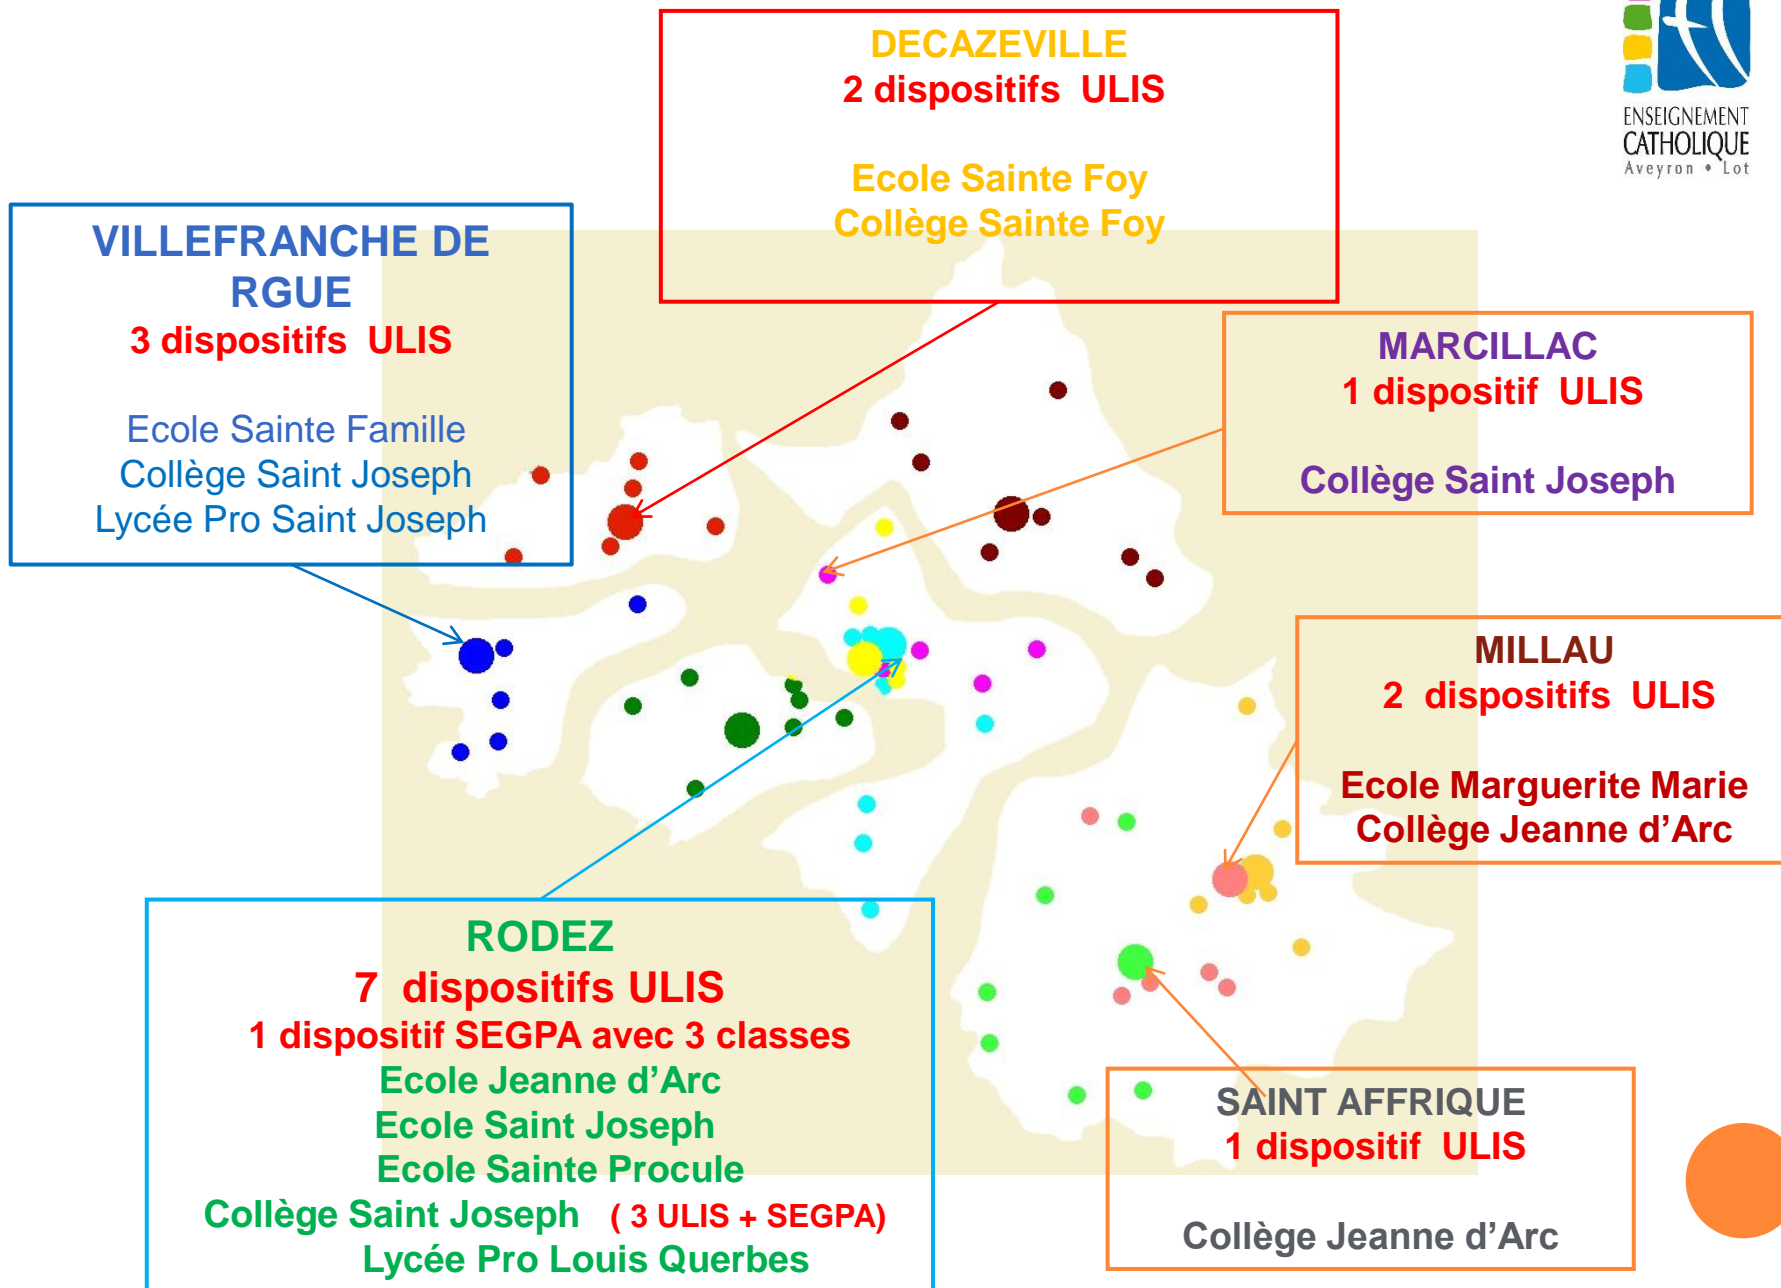 DECAZEVILLE
2 dispositifs ULIS
Ecole Sainte Foy
Collège Sainte Foy
ENSEIGNEMENT
CATHOLIQUE
Aveyron • Lot
VILLEFRANCHE DE
RGUE
3 dispositifs ULIS
Ecole Sainte Famille
Collège Saint Joseph
Lycée Pro Saint Joseph
MARCILLAC
1 dispositif ULIS
Collège Saint Joseph
MILLAU
2 dispositifs ULIS
Ecole Marguerite Marie
Collège Jeanne d’Arc
RODEZ
7 dispositifs ULIS
1 dispositif SEGPA avec 3 classes
Ecole Jeanne d’Arc
Ecole Saint Joseph
Ecole Sainte Procule
Collège Saint Joseph ( 3 ULIS + SEGPA)
Lycée Pro Louis Querbes
SAINT AFFRIQUE
1 dispositif ULIS
Collège Jeanne d’Arc